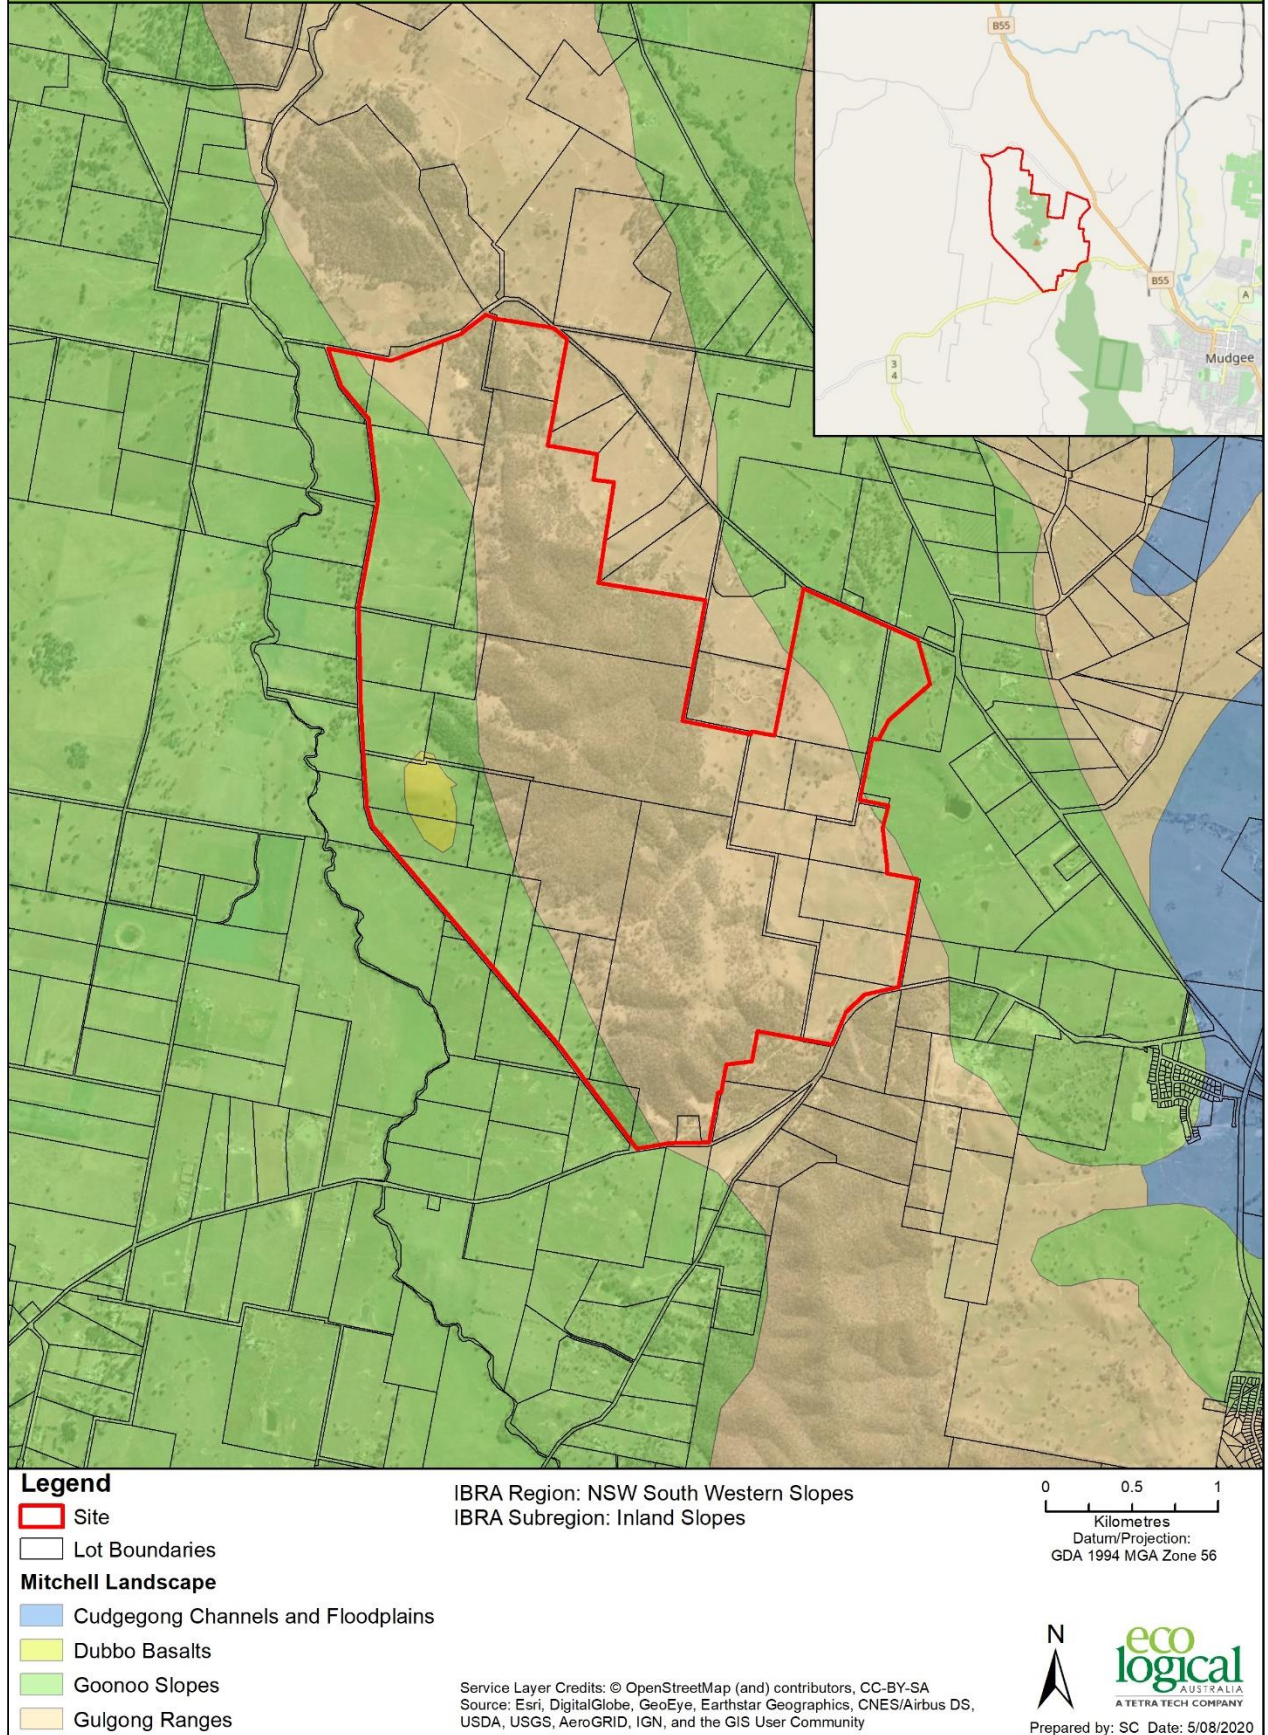 B55
B55
A
3
4
Mudgee
Legend
Site
Lot Boundaries
Mitchell Landscape
Cudgegong Channels and Floodplains
Dubbo Basalts
Goonoo Slopes
Gulgong Ranges
IBRA Region: NSW South Western Slopes
IBRA Subregion: Inland Slopes
Service Layer Credits: © OpenStreetMap (and) contributors, CC-BY-SA
Source: Esri, DigitalGlobe, GeoEye, Earthstar Geographics, CNES/Airbus DS,
USDA, USGS, AeroGRID, IGN, and the GIS User Community
0 0.5 1
Kilometres
Datum/Projection:
GDA 1994 MGA Zone 56
N
eco
logical
AUSTRALIA
A TETRA TECH COMPANY
Prepared by: SC Date: 5/08/2020